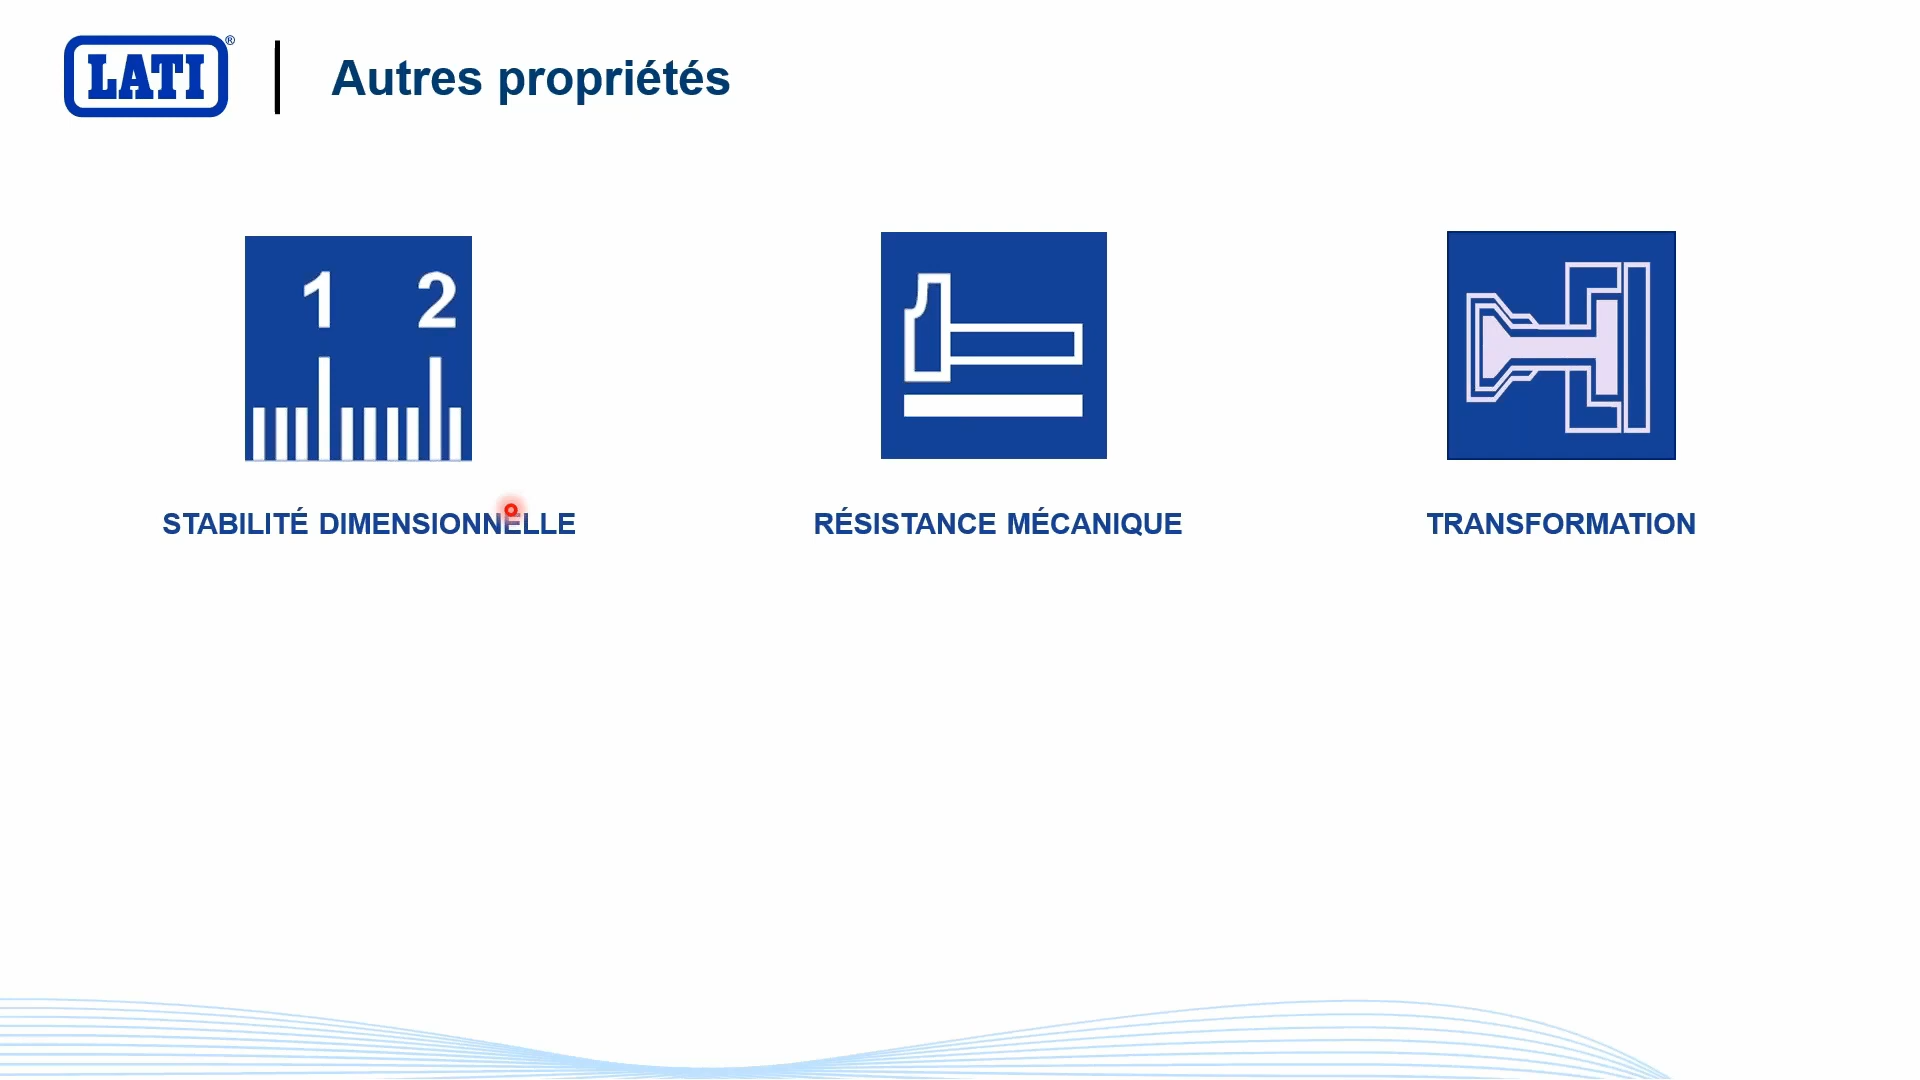 LATI®
Autres propriétés
1 2
STABILITÉ DIMENSIONNELLE
RÉSISTANCE MÉCANIQUE
TRANSFORMATION